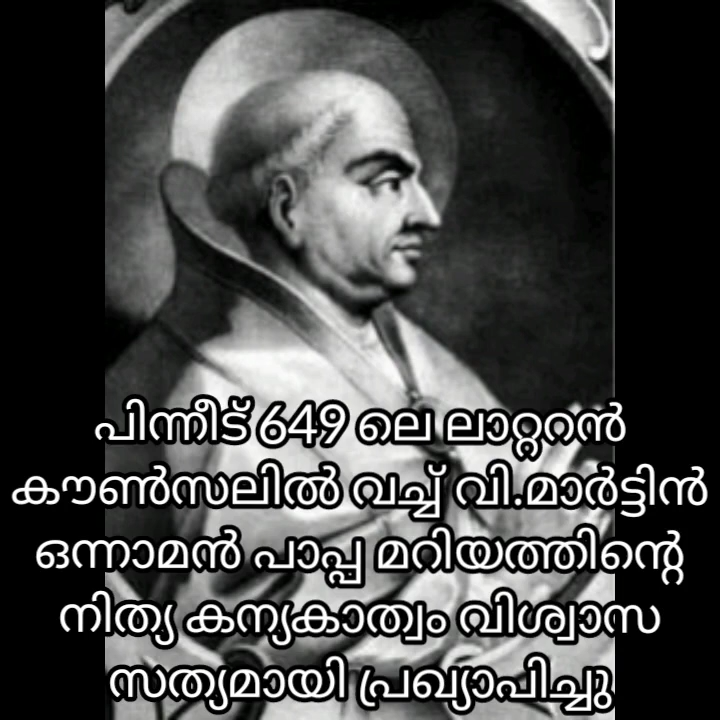 പിന്നീട് 649 ലെ ലാറ്ററൻ
കൗൺസലിൽ വച്ച് വി.മാർട്ടിൻ
ഒന്നാമൻ പാപ്പ മറിയത്തിന്റെ
നിത്യ കന്യകാത്വം വിശ്വാസ
സത്യമായി പ്രഖ്യാപിച്ചു